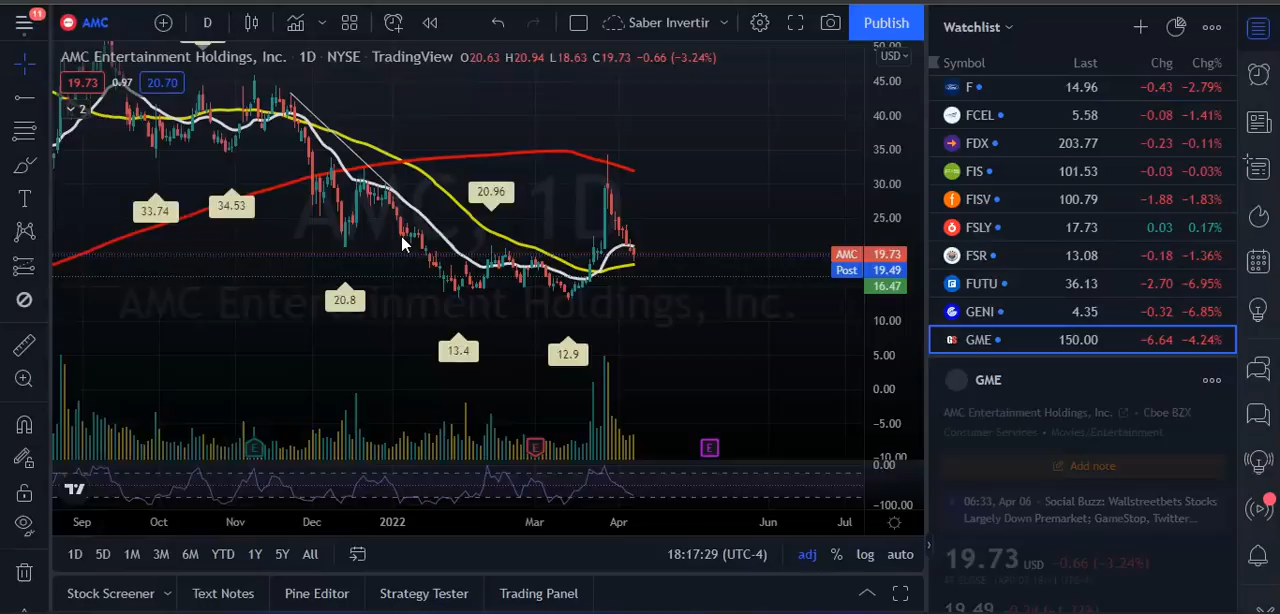 11
AMC
D
Saber Invertir
Publish
AMC Entertainment Holdings, Inc. · 1D · NYSE · TradingView O20.63 H20.94 L18.63 C19.73 −0.66 (−3.24%)
19.73 0.97 20.70
2
50.00
USD
45.00
40.00
35.00
30.00
25.00
10.00
5.00
0.00
−5.00
−10.00
0.00
−100.00
AMC 19.73
Post 19.49
16.47
33.74
34.53
20.8
13.4
20.96
12.9
AMC, 1D
AMC Entertainment Holdings, Inc.
E
E
E
Sep Oct Nov Dec 2022 Mar Apr Jun Jul
1D 5D 1M 3M 6M YTD 1Y 5Y All
18:17:29 (UTC-4) adj % log auto
Stock Screener Text Notes Pine Editor Strategy Tester Trading Panel
Watchlist
Symbol Last Chg Chg%
F 14.96 −0.43 −2.79%
FCEL 5.58 −0.08 −1.41%
FDX 203.77 −0.23 −0.11%
FIS 101.53 −0.03 −0.03%
FISV 100.79 −1.88 −1.83%
FSLY 17.73 0.03 0.17%
FSR 13.08 −0.18 −1.36%
FUTU 36.13 −2.70 −6.95%
GENI 4.35 −0.32 −6.85%
GME 150.00 −6.64 −4.24%
GME
AMC Entertainment Holdings, Inc. · Cboe BZX
Consumer Services · Movies/Entertainment
Add note
06:33, Apr 06 · Social Buzz: Wallstreetbets Stocks
Largely Down Premarket; GameStop, Twitter...
19.73 USD −0.66 (−3.24%)